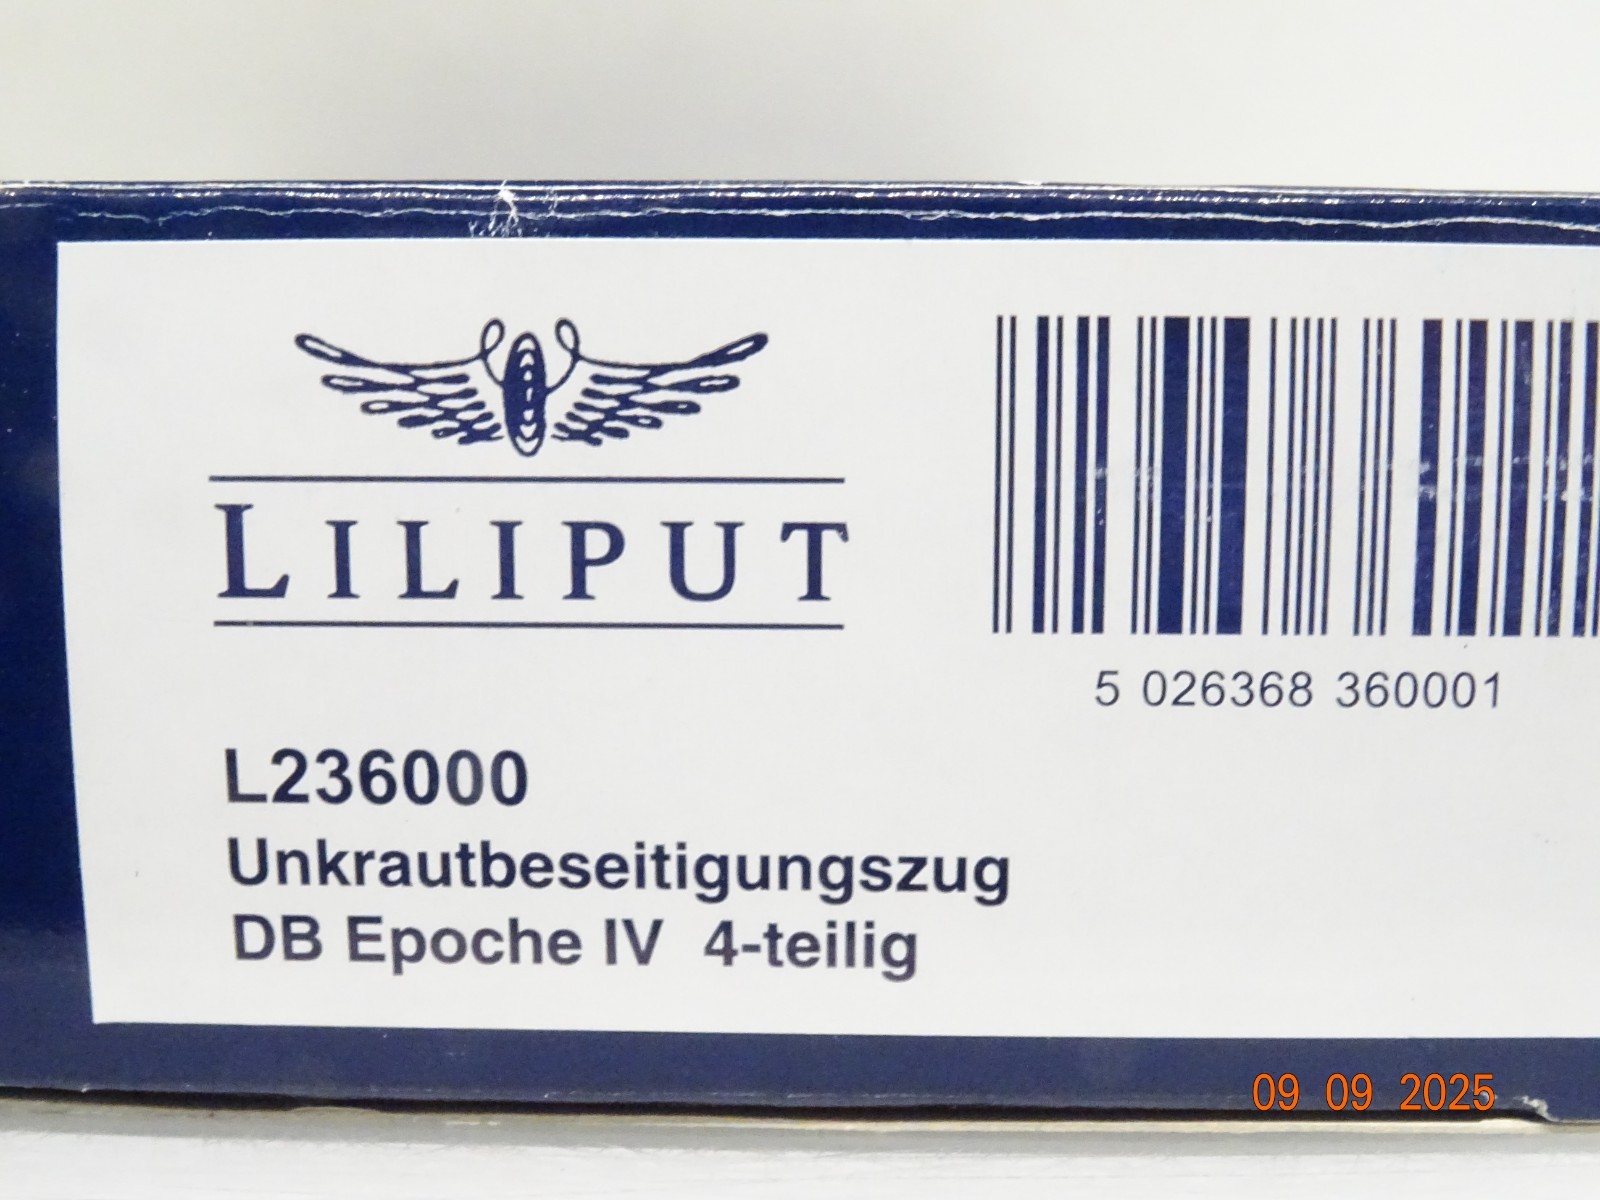 LILIPUT
5 026368 360001
L236000
Unkrautbeseitigungszug
DB Epoche IV 4-teilig
09 09 2025